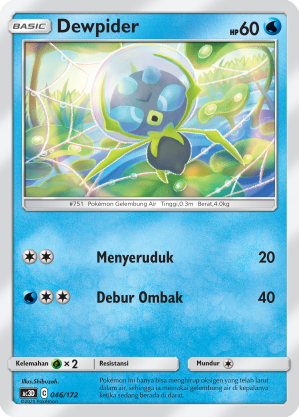 BASIC Dewpider HP60
#751 Pokémon Gelembung Air Tinggi,0.3m Berat,4.0kg
Menyeruduk 20
Debur Ombak 40
Kelemahan ×2 Resistansi Mundur
Illus.Shibuzoh.
Pokémon ini hanya bisa menghirup oksigen yang telah larut dalam
air, sehingga ia memakai gelembung air di kepalanya
ketika sedang berada di darat.
C 046/172